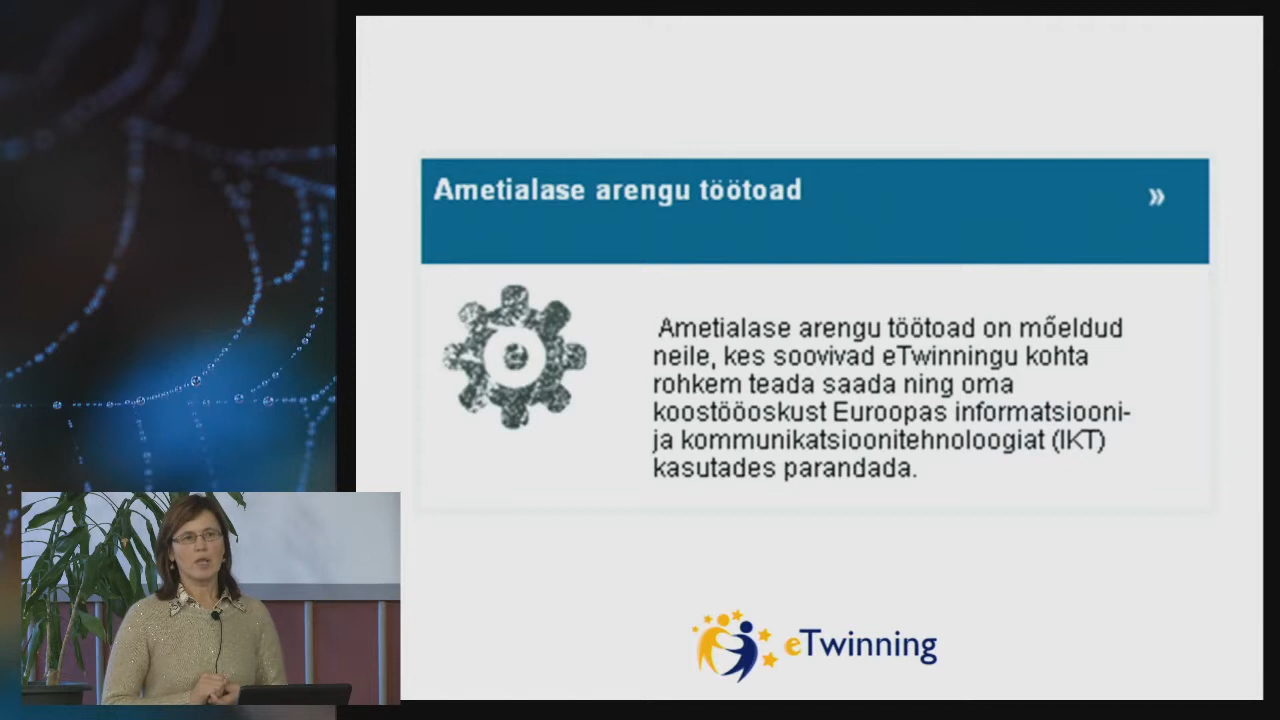 Ametialase arengu töötoad »
Ametialase arengu töötoad on mõeldud
neile, kes soovivad eTwinningu kohta
rohkem teada saada ning oma
koostööoskust Euroopas informatsiooni-
ja kommunikatsioonitehnoloogiat (IKT)
kasutades parandada.
eTwinning